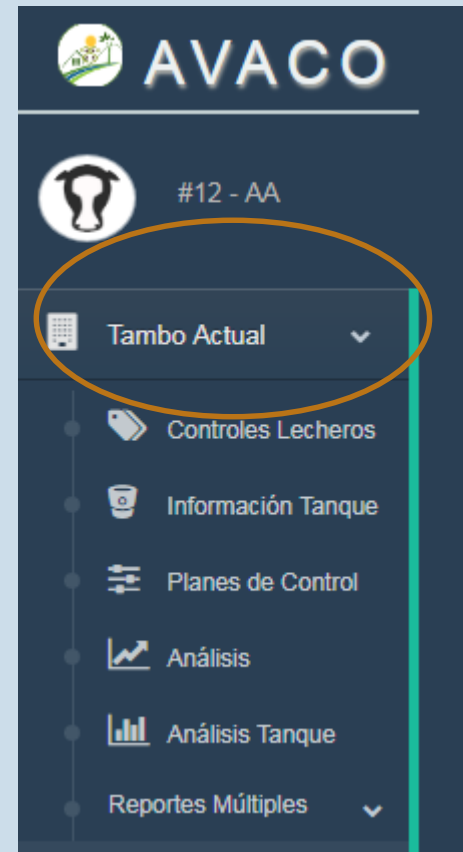 AVACO
#12 - AA
Tambo Actual
Controles Lecheros
Información Tanque
Planes de Control
Análisis
Análisis Tanque
Reportes Múltiples